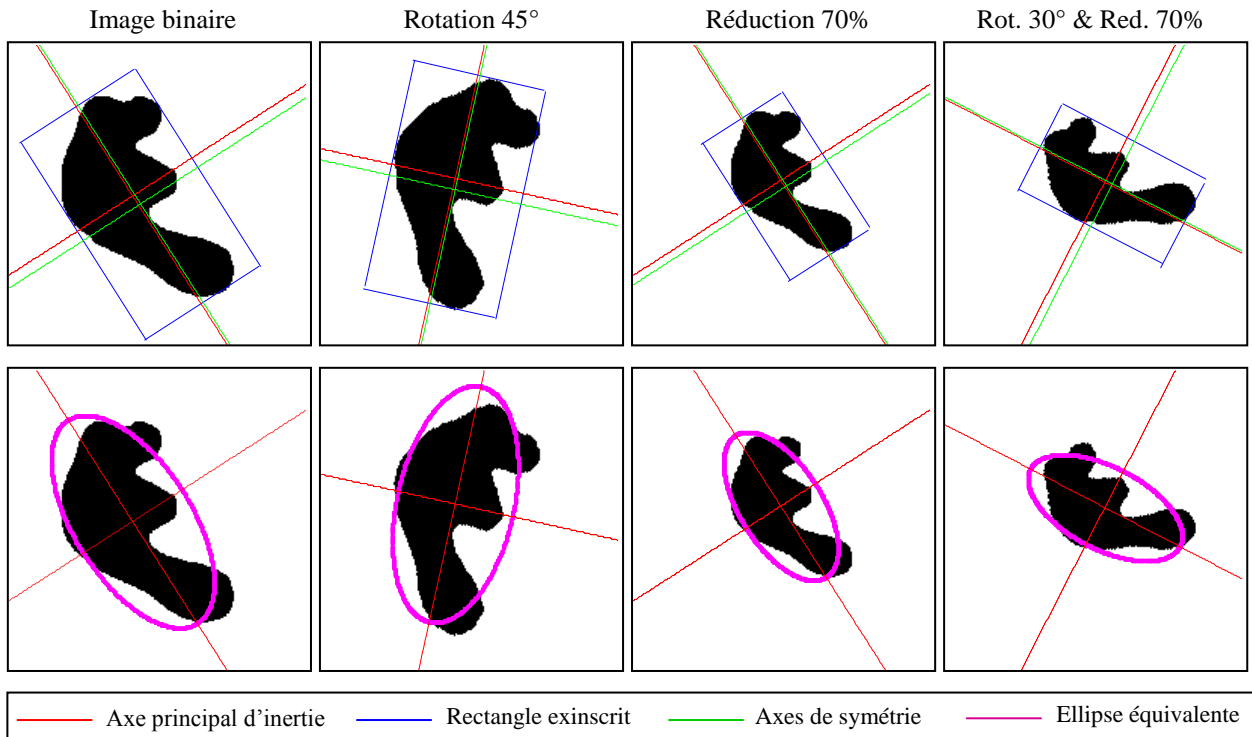 Image binaire
Rotation 45°
Réduction 70%
Rot. 30° & Red. 70%
Axe principal d’inertie
Rectangle exinscrit
Axes de symétrie
Ellipse équivalente